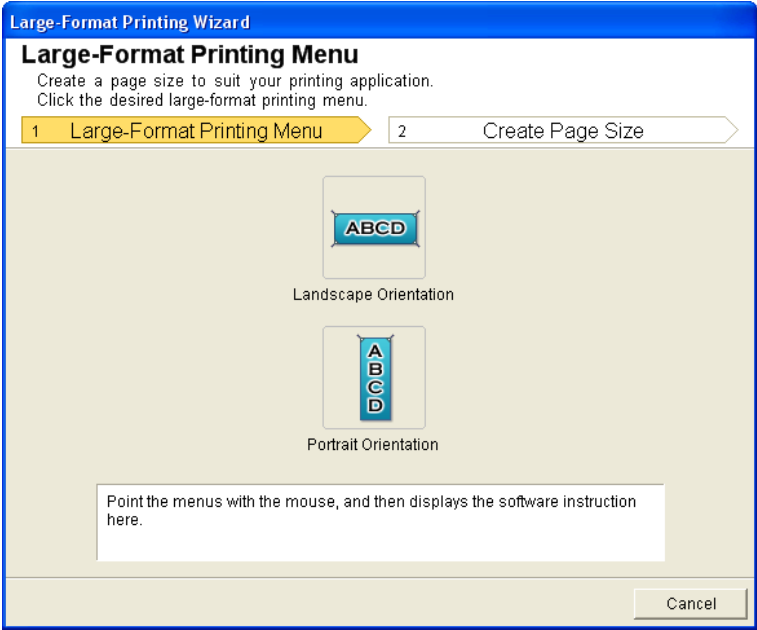 Large-Format Printing Wizard
Large-Format Printing Menu
Create a page size to suit your printing application.
Click the desired large-format printing menu.
1 Large-Format Printing Menu 2 Create Page Size
ABCD
Landscape Orientation
A
B
C
D
Portrait Orientation
Point the menus with the mouse, and then displays the software instruction
here.
Cancel